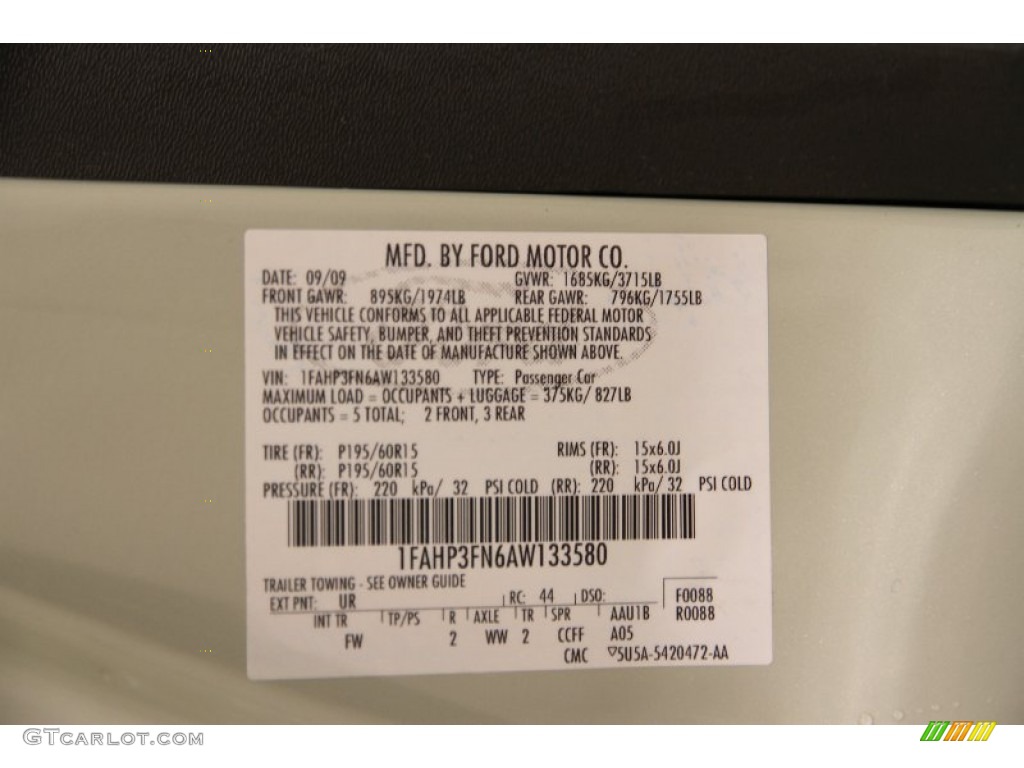 MFD. BY FORD MOTOR CO.
DATE: 09/09 GVWR: 1685KG/3715LB
FRONT GAWR: 895KG/1974LB REAR GAWR: 796KG/1755LB
THIS VEHICLE CONFORMS TO ALL APPLICABLE FEDERAL MOTOR
VEHICLE SAFETY, BUMPER, AND THEFT PREVENTION STANDARDS
IN EFFECT ON THE DATE OF MANUFACTURE SHOWN ABOVE.
VIN: 1FAHP3FN6AW133580 TYPE: Passenger Car
MAXIMUM LOAD = OCCUPANTS + LUGGAGE = 375KG/ 827LB
OCCUPANTS = 5 TOTAL; 2 FRONT, 3 REAR
TIRE (FR): P195/60R15 RIMS (FR): 15x6.0J
(RR): P195/60R15 (RR): 15x6.0J
PRESSURE (FR): 220 kPa/ 32 PSI COLD (RR): 220 kPa/ 32 PSI COLD
1FAHP3FN6AW133580
TRAILER TOWING - SEE OWNER GUIDE
EXT PNT: UR RC: 44 DSO: F0088
INT TR TP/PS R AXLE TR SPR AAU1B R0088
FW 2 WW 2 CCFF A05
CMC 5U5A-5420472-AA
GTCARLOT.COM